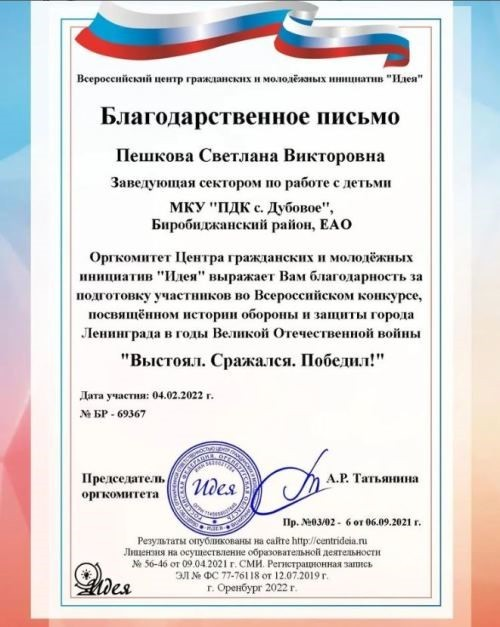 Всероссийский центр гражданских и молодёжных инициатив "Идея"
Благодарственное письмо
Пешкова Светлана Викторовна
Заведующая сектором по работе с детьми
МКУ "ПДК с. Дубовое",
Биробиджанский район, ЕАО
Оргкомитет Центра гражданских и молодёжных
инициатив "Идея" выражает Вам благодарность за
подготовку участников во Всероссийском конкурсе,
посвящённом истории обороны и защиты города
Ленинграда в годы Великой Отечественной войны
"Выстоял. Сражался. Победил!"
Дата участия: 04.02.2022 г.
№ БР - 69367
Председатель
оргкомитета
Идея
А.Р. Татьянина
Пр. №03/02 - 6 от 06.09.2021 г.
Результаты опубликованы на сайте http://centrideia.ru
Лицензия на осуществление образовательной деятельности
№ 56-46 от 09.04.2021 г. СМИ. Регистрационная запись
ЭЛ № ФС 77-76118 от 12.07.2019 г.
г. Оренбург 2022 г.
Идея